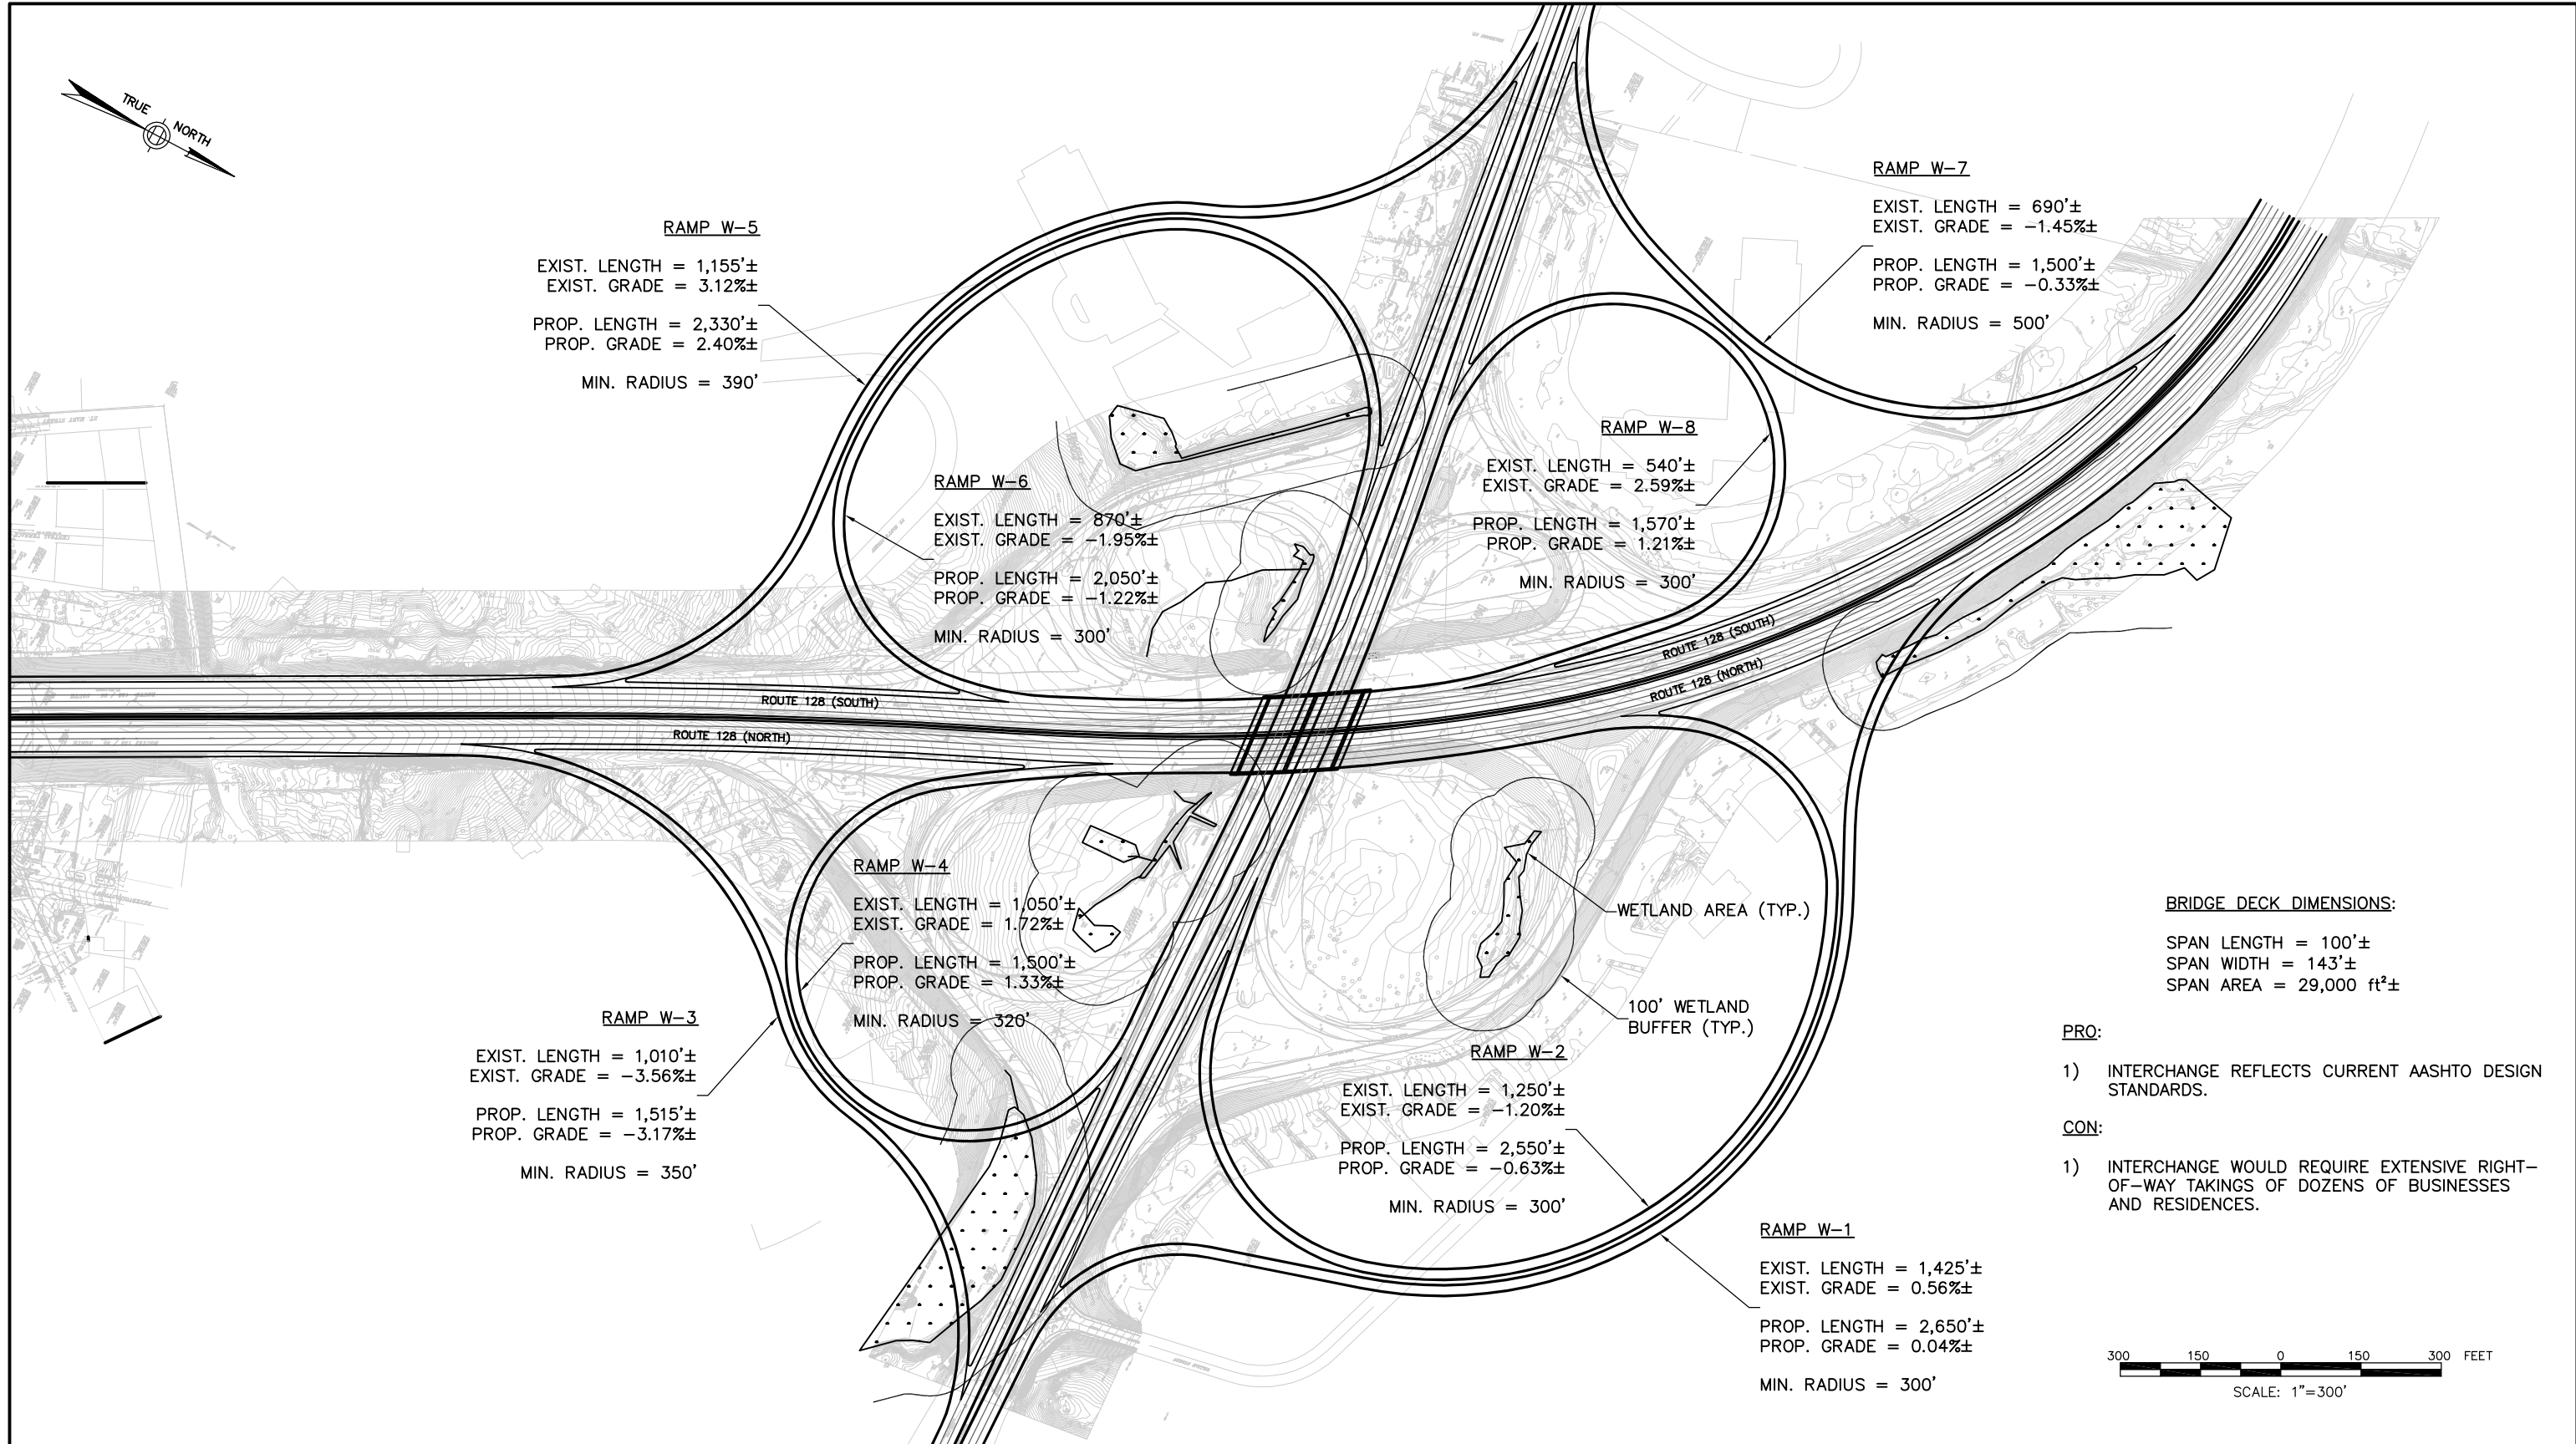 TRUE NORTH
RAMP W-5
EXIST. LENGTH = 1,155'±
EXIST. GRADE = 3.12%±
PROP. LENGTH = 2,330'±
PROP. GRADE = 2.40%±
MIN. RADIUS = 390'
RAMP W-7
EXIST. LENGTH = 690'±
EXIST. GRADE = -1.45%±
PROP. LENGTH = 1,500'±
PROP. GRADE = -0.33%±
MIN. RADIUS = 500'
RAMP W-6
EXIST. LENGTH = 870'±
EXIST. GRADE = -1.95%±
PROP. LENGTH = 2,050'±
PROP. GRADE = -1.22%±
MIN. RADIUS = 300'
RAMP W-8
EXIST. LENGTH = 540'±
EXIST. GRADE = 2.59%±
PROP. LENGTH = 1,570'±
PROP. GRADE = 1.21%±
MIN. RADIUS = 300'
ROUTE 128 (SOUTH)
ROUTE 128 (NORTH)
ROUTE 128 (SOUTH)
ROUTE 128 (NORTH)
RAMP W-4
EXIST. LENGTH = 1,050'±
EXIST. GRADE = 1.72%±
PROP. LENGTH = 1,500'±
PROP. GRADE = 1.33%±
MIN. RADIUS = 320'
WETLAND AREA (TYP.)
100' WETLAND
BUFFER (TYP.)
RAMP W-3
EXIST. LENGTH = 1,010'±
EXIST. GRADE = -3.56%±
PROP. LENGTH = 1,515'±
PROP. GRADE = -3.17%±
MIN. RADIUS = 350'
RAMP W-2
EXIST. LENGTH = 1,250'±
EXIST. GRADE = -1.20%±
PROP. LENGTH = 2,550'±
PROP. GRADE = -0.63%±
MIN. RADIUS = 300'
RAMP W-1
EXIST. LENGTH = 1,425'±
EXIST. GRADE = 0.56%±
PROP. LENGTH = 2,650'±
PROP. GRADE = 0.04%±
MIN. RADIUS = 300'
BRIDGE DECK DIMENSIONS:
SPAN LENGTH = 100'±
SPAN WIDTH = 143'±
SPAN AREA = 29,000 ft²±
PRO:
1) INTERCHANGE REFLECTS CURRENT AASHTO DESIGN
STANDARDS.
CON:
1) INTERCHANGE WOULD REQUIRE EXTENSIVE RIGHT-
OF-WAY TAKINGS OF DOZENS OF BUSINESSES
AND RESIDENCES.
300 150 0 150 300 FEET
SCALE: 1"=300'